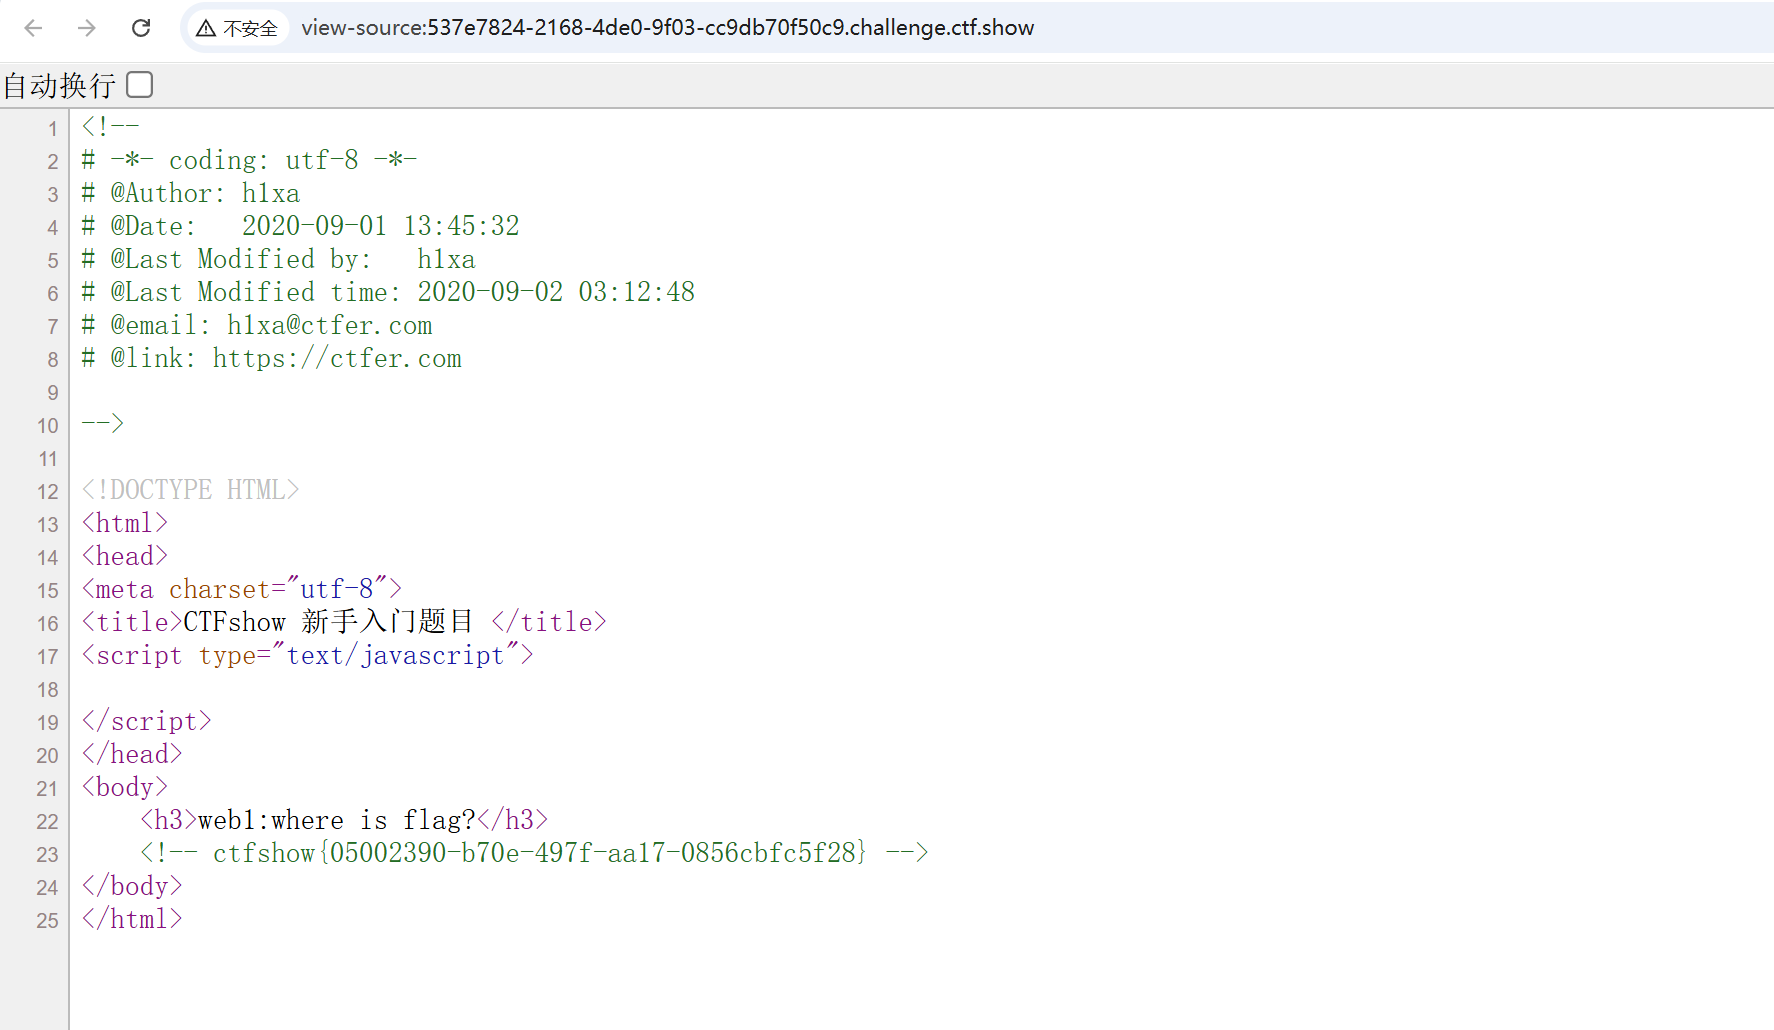 不安全 view-source:537e7824-2168-4de0-9f03-cc9db70f50c9.challenge.ctf.show
自动换行
1 <!--
2 # -*- coding: utf-8 -*-
3 # @Author: h1xa
4 # @Date:   2020-09-01 13:45:32
5 # @Last Modified by:   h1xa
6 # @Last Modified time: 2020-09-02 03:12:48
7 # @email: h1xa@ctfer.com
8 # @link: https://ctfer.com
9
10 -->
11
12 <!DOCTYPE HTML>
13 <html>
14 <head>
15 <meta charset="utf-8">
16 <title>CTFshow 新手入门题目 </title>
17 <script type="text/javascript">
18
19 </script>
20 </head>
21 <body>
22     <h3>web1:where is flag?</h3>
23     <!-- ctfshow{05002390-b70e-497f-aa17-0856cbfc5f28} -->
24 </body>
25 </html>